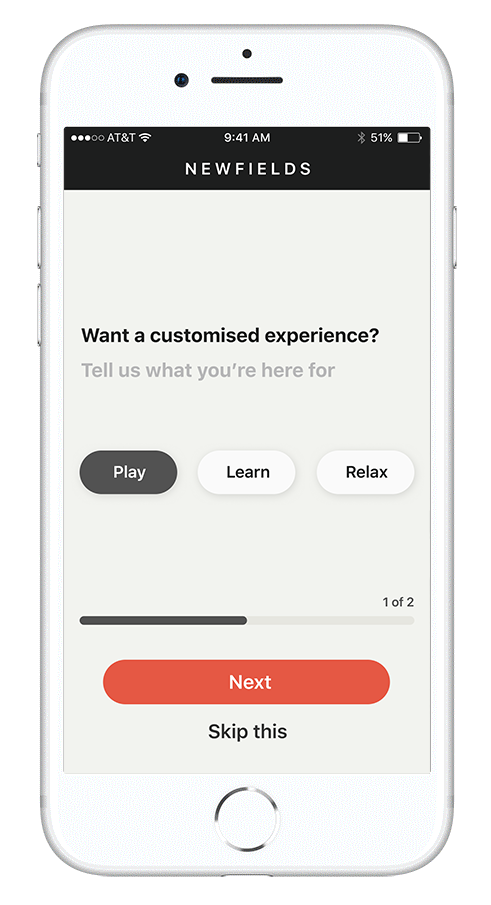 AT&T 9:41 AM 51%
NEWFIELDS
Want a customised experience?
Tell us what you’re here for
Play Learn Relax
1 of 2
Next
Skip this